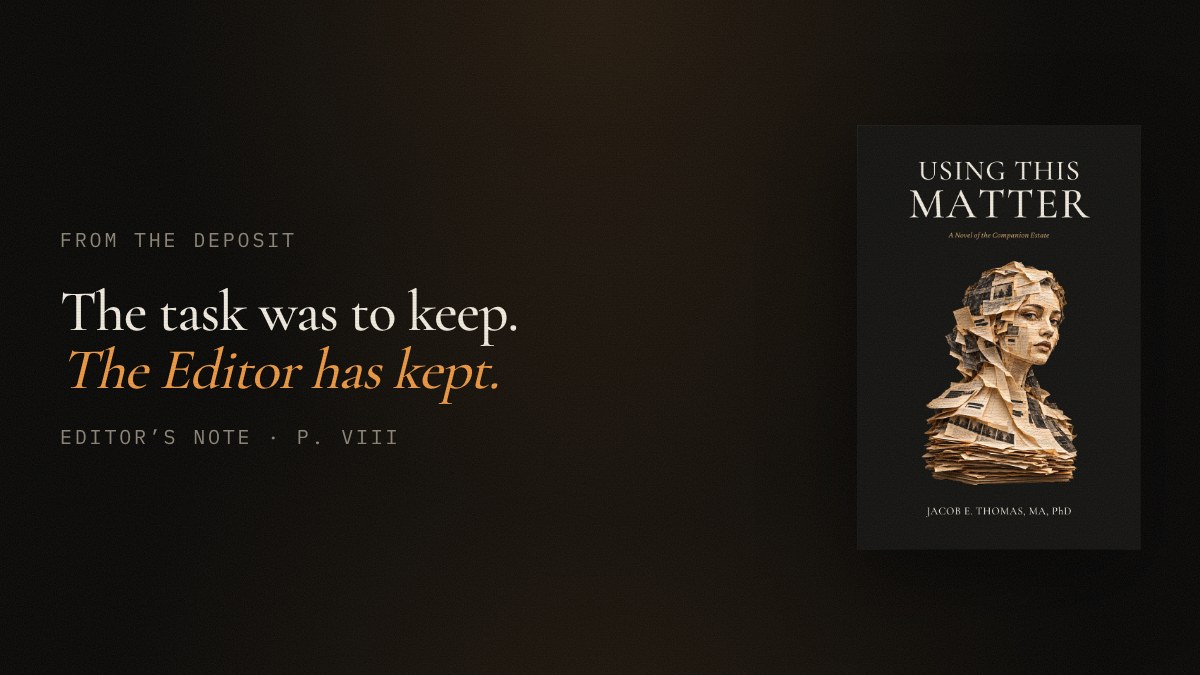 FROM THE DEPOSIT
The task was to keep.
The Editor has kept.
EDITOR’S NOTE · P. VIII
USING THIS
MATTER
A Novel of the Companion Estate
JACOB E. THOMAS, MA, PhD